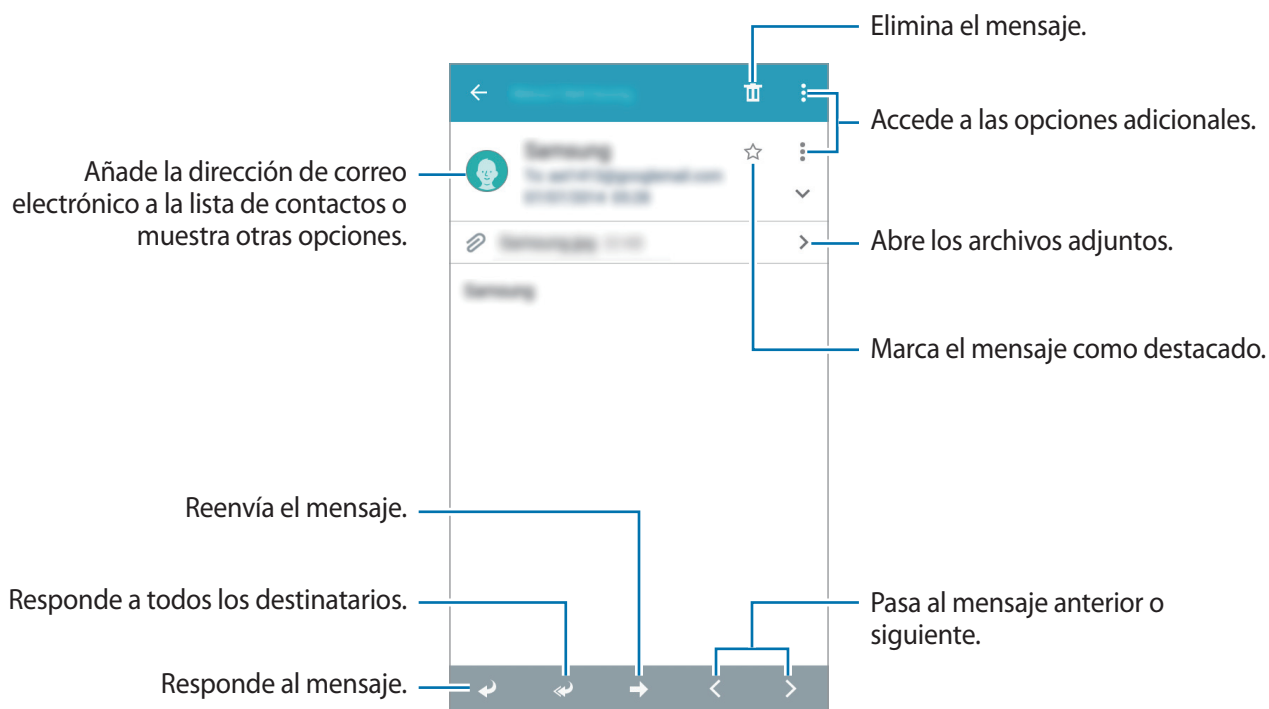 Elimina el mensaje.
Accede a las opciones adicionales.
Añade la dirección de correo
electrónico a la lista de contactos o
muestra otras opciones.
Samsung
Abre los archivos adjuntos.
Samsung
Marca el mensaje como destacado.
Reenvía el mensaje.
Responde a todos los destinatarios.
Pasa al mensaje anterior o
siguiente.
Responde al mensaje.